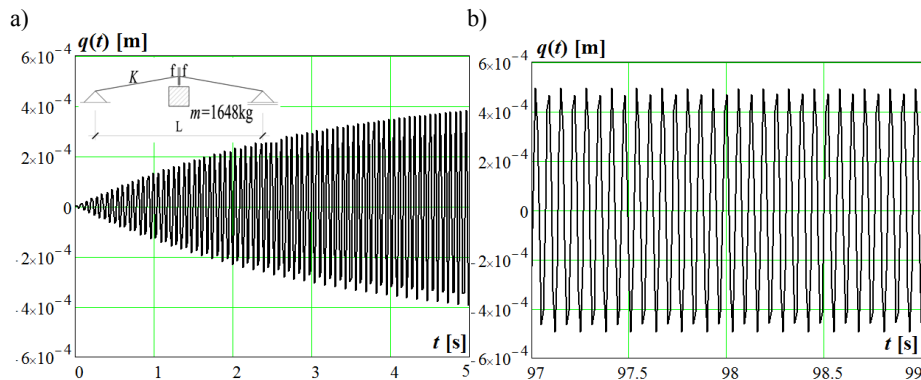 a)
q(t) [m]
6×10⁻⁴
4×10⁻⁴
2×10⁻⁴
0
-2×10⁻⁴
-4×10⁻⁴
-6×10⁻⁴
K
f f
m=1648kg
L
t [s]
0 1 2 3 4 5
b)
q(t) [m]
6×10⁻⁴
4×10⁻⁴
2×10⁻⁴
0
-2×10⁻⁴
-4×10⁻⁴
-6×10⁻⁴
t [s]
97 97.5 98 98.5 99